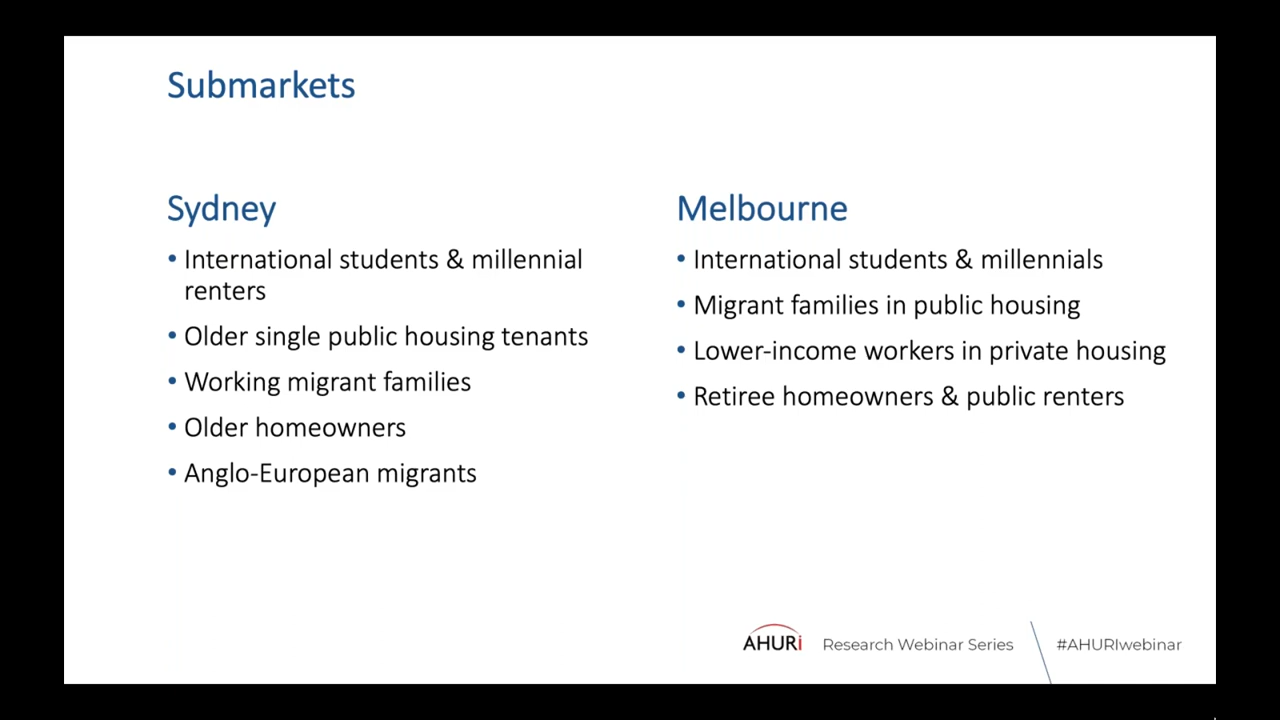 Submarkets
Sydney
• International students & millennial
renters
• Older single public housing tenants
• Working migrant families
• Older homeowners
• Anglo-European migrants
Melbourne
• International students & millennials
• Migrant families in public housing
• Lower-income workers in private housing
• Retiree homeowners & public renters
AHURI Research Webinar Series #AHURIwebinar